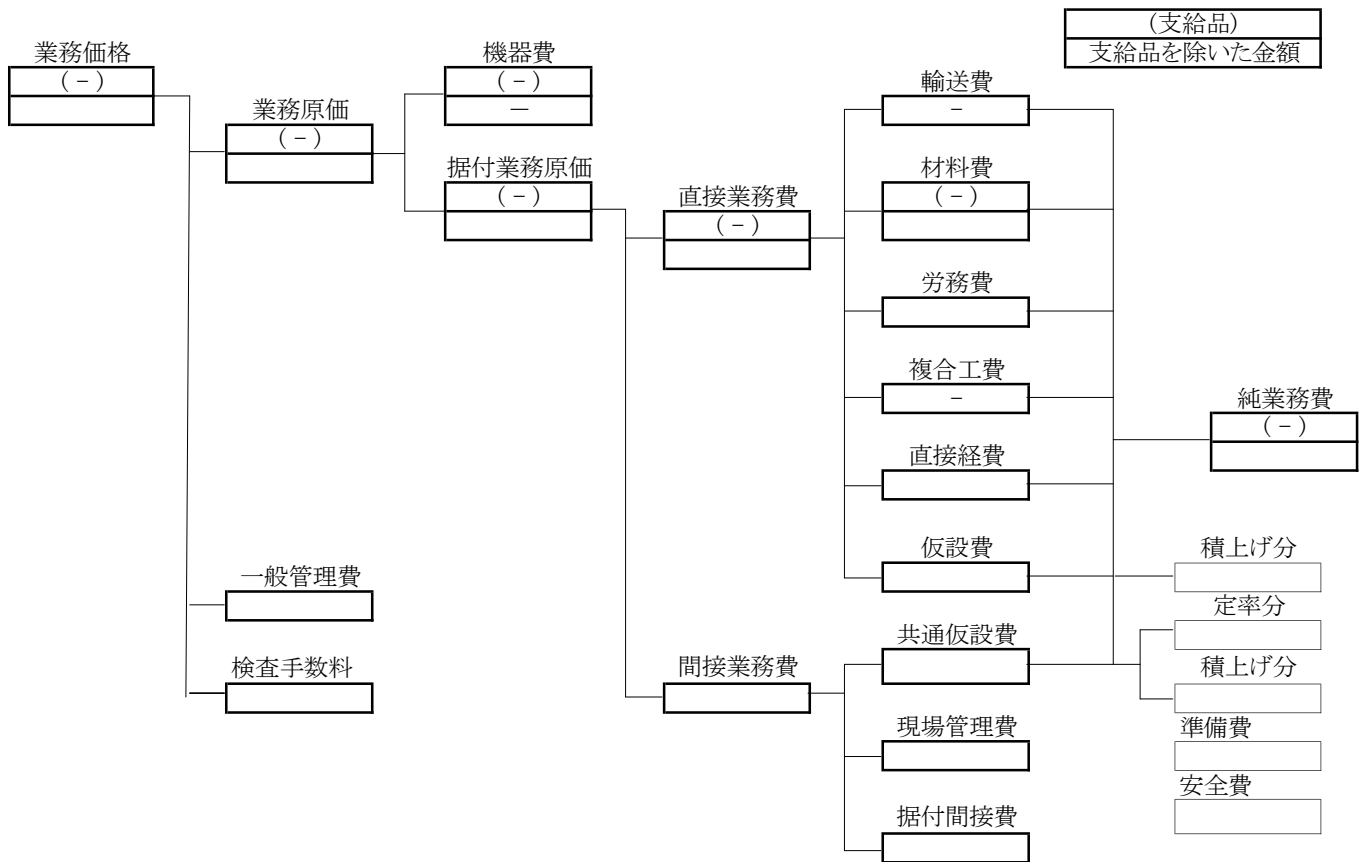 (支給品)
支給品を除いた金額
業務価格
(－)
機器費
(－)
－
輸送費
－
業務原価
(－)
据付業務原価
(－)
直接業務費
(－)
材料費
(－)
労務費
複合工費
－
純業務費
(－)
直接経費
仮設費
積上げ分
一般管理費
定率分
共通仮設費
検査手数料
間接業務費
積上げ分
現場管理費
準備費
安全費
据付間接費